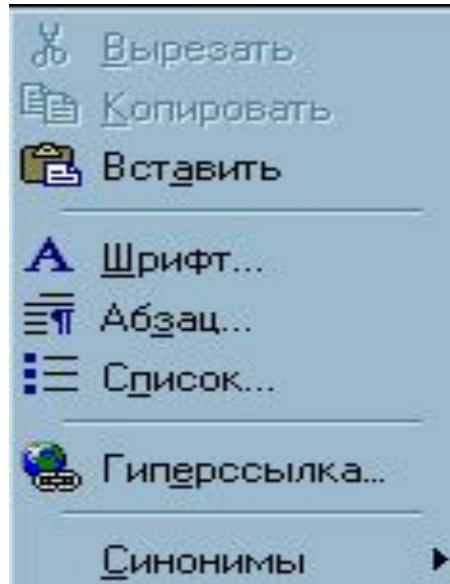 Вырезать
Копировать
Вставить
Шрифт...
Абзац...
Список...
Гиперссылка...
Синонимы